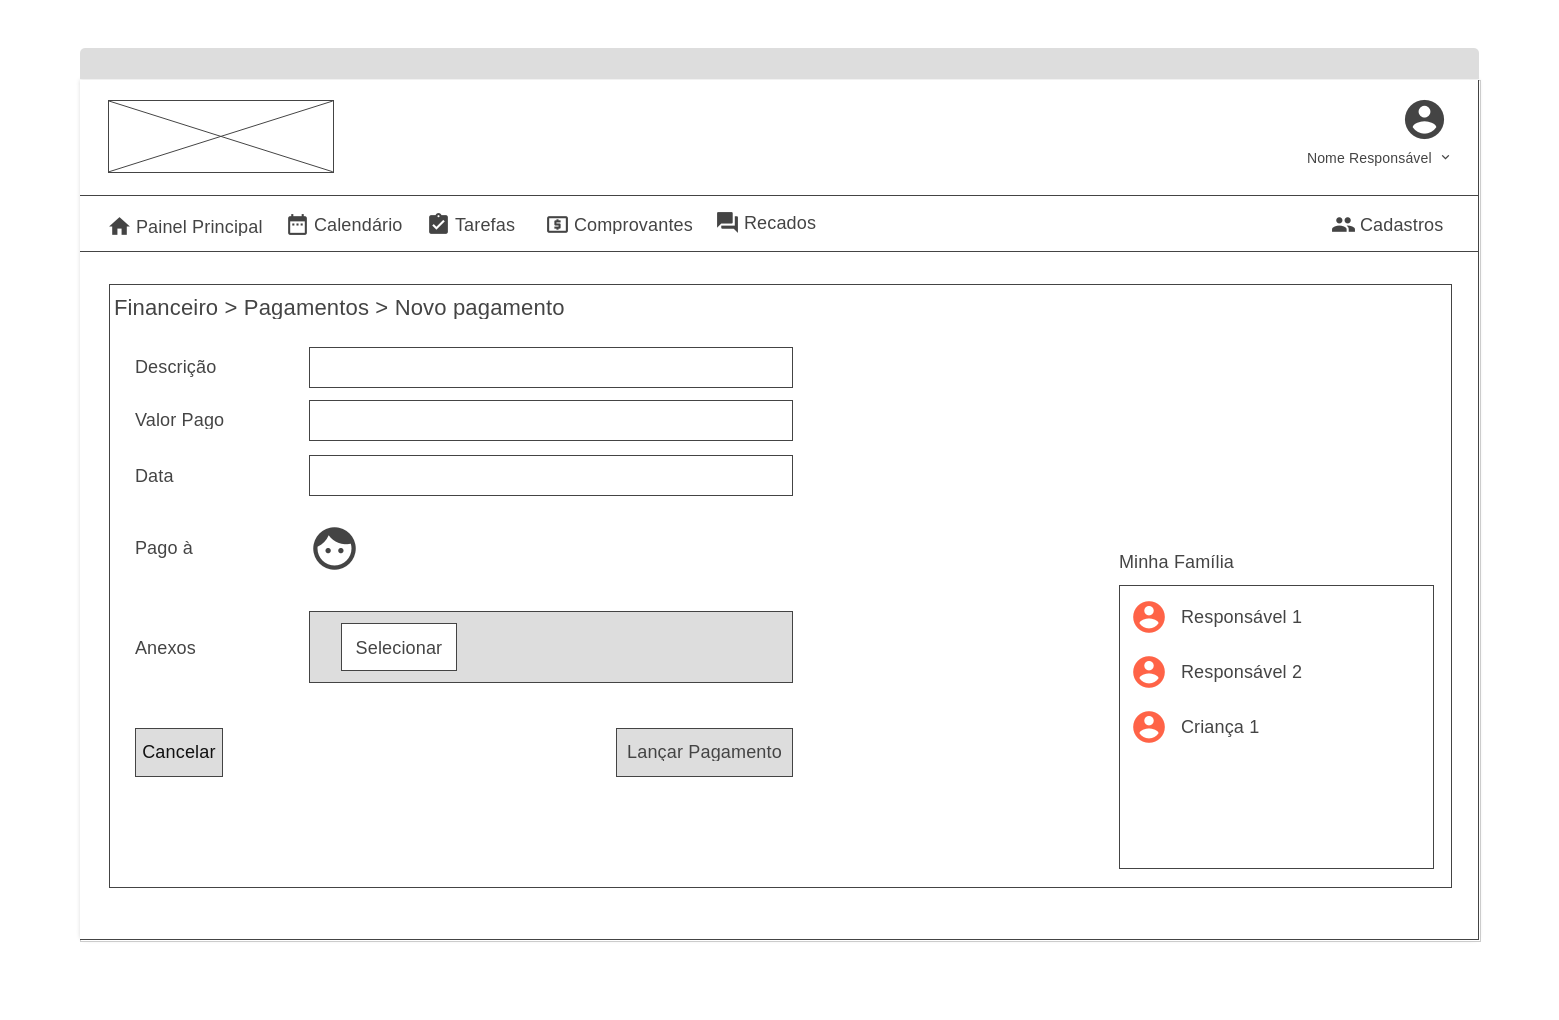 Nome Responsável
Painel Principal
Calendário
Tarefas
Comprovantes
Recados
Cadastros
Financeiro > Pagamentos > Novo pagamento
Descrição
Valor Pago
Data
Pago à
Anexos
Selecionar
Cancelar
Lançar Pagamento
Minha Família
Responsável 1
Responsável 2
Criança 1